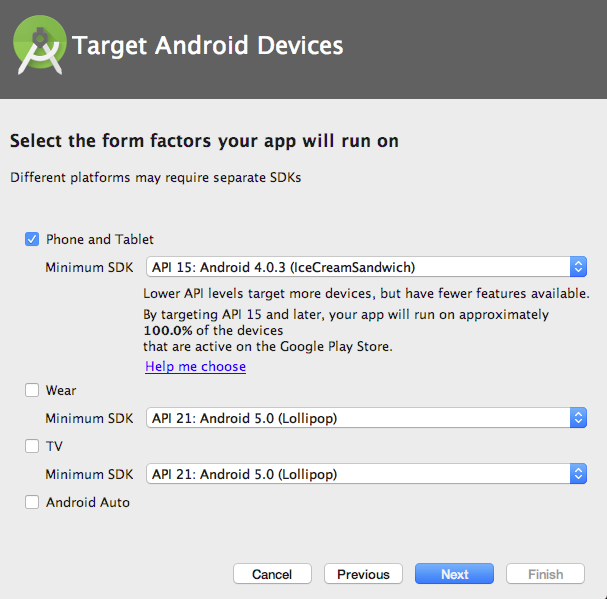 Target Android Devices
Select the form factors your app will run on
Different platforms may require separate SDKs
Phone and Tablet
Minimum SDK API 15: Android 4.0.3 (IceCreamSandwich)
Lower API levels target more devices, but have fewer features available.
By targeting API 15 and later, your app will run on approximately
100.0% of the devices
that are active on the Google Play Store.
Help me choose
Wear
Minimum SDK API 21: Android 5.0 (Lollipop)
TV
Minimum SDK API 21: Android 5.0 (Lollipop)
Android Auto
Cancel Previous Next Finish